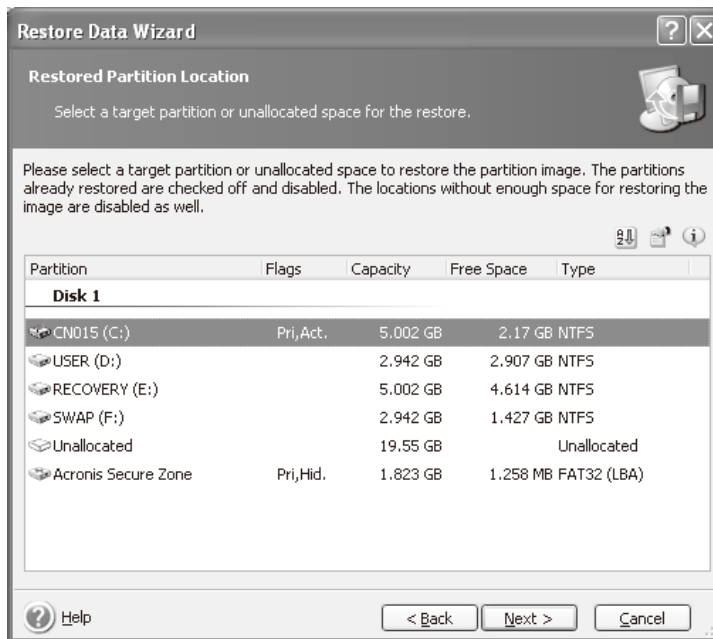 Restore Data Wizard
Restored Partition Location
Select a target partition or unallocated space for the restore.
Please select a target partition or unallocated space to restore the partition image. The partitions
already restored are checked off and disabled. The locations without enough space for restoring the
image are disabled as well.
Partition Flags Capacity Free Space Type
Disk 1
CN015 (C:) Pri,Act. 5.002 GB 2.17 GB NTFS
USER (D:) 2.942 GB 2.907 GB NTFS
RECOVERY (E:) 5.002 GB 4.614 GB NTFS
SWAP (F:) 2.942 GB 1.427 GB NTFS
Unallocated 19.55 GB Unallocated
Acronis Secure Zone Pri,Hid. 1.823 GB 1.258 MB FAT32 (LBA)
Help < Back Next > Cancel